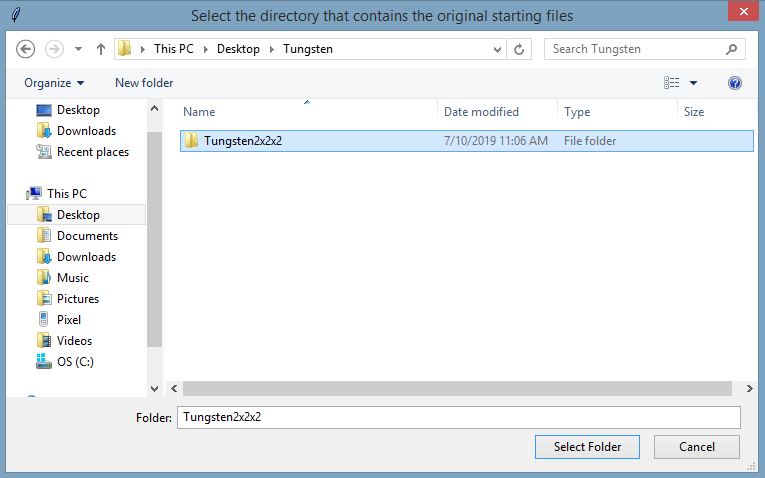 Select the directory that contains the original starting files
This PC Desktop Tungsten
Search Tungsten
Organize New folder
Name Date modified Type Size
Tungsten2x2x2 7/10/2019 11:06 AM File folder
Desktop
Downloads
Recent places
This PC
Desktop
Documents
Downloads
Music
Pictures
Pixel
Videos
OS (C:)
Folder: Tungsten2x2x2
Select Folder Cancel